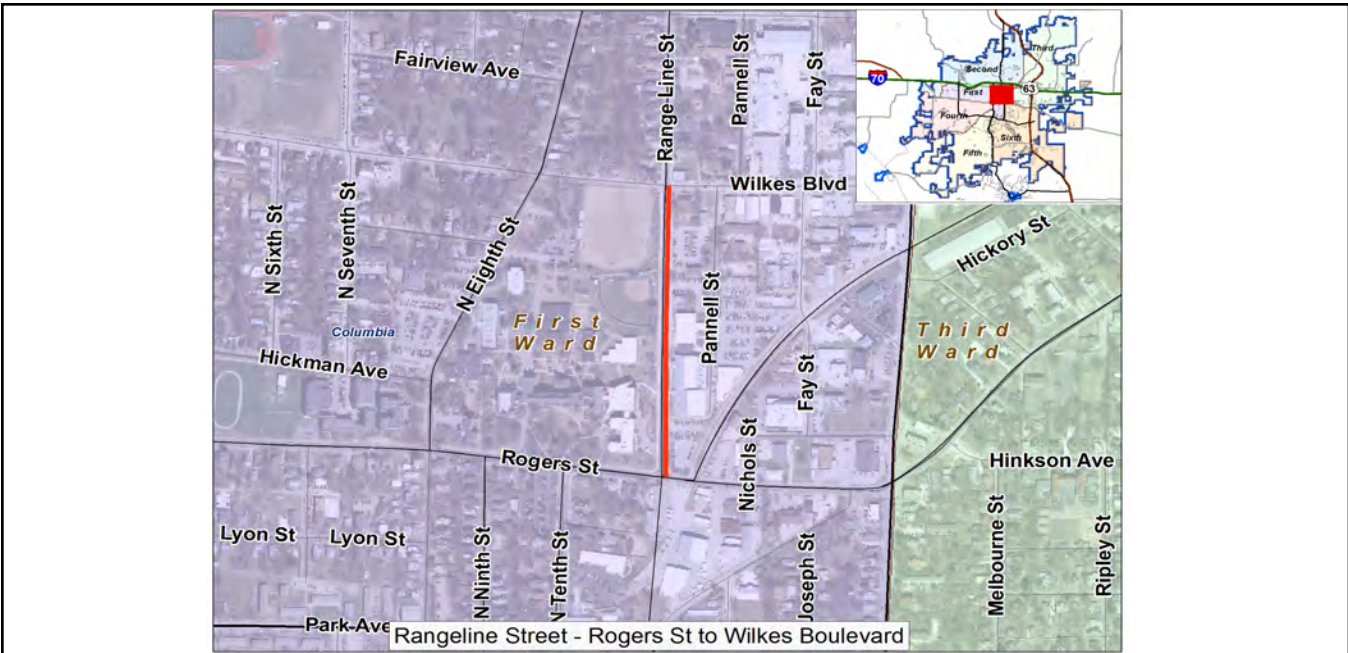 Fairview Ave
Range-Line-St
Pannell-St
Fay-St
70
Second
Third
First
63
Fourth
Fifth
Sixth
Wilkes Blvd
N Sixth St
N Seventh St
N Eighth St
Hickory St
First
Ward
Columbia
Pannell St
Third
Ward
Hickman Ave
Fay St
Rogers St
Nichols St
Hinkson Ave
Lyon St
Lyon St
N Ninth St
N Tenth St
Joseph St
Melbourne St
Ripley St
Park Ave
Rangeline Street - Rogers St to Wilkes Boulevard